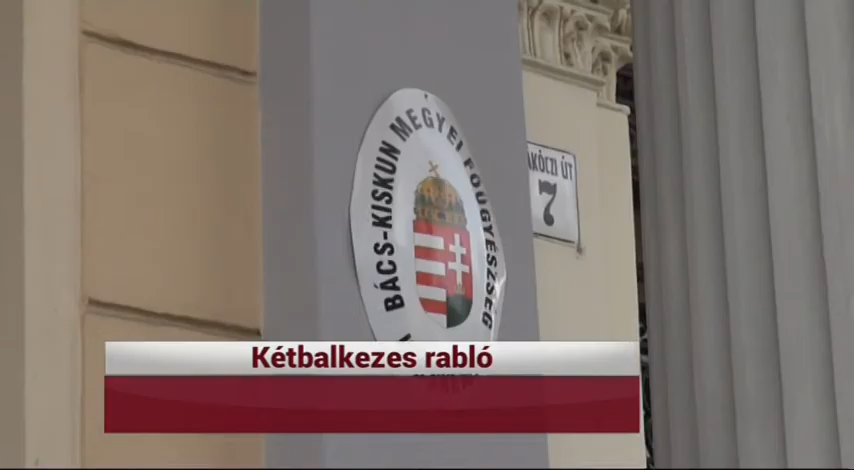 BÁCS-KISKUN MEGYEI FŐÜGYÉSZSÉG
ÁKÓCZI ÚT
7
Kétbalkezes rabló